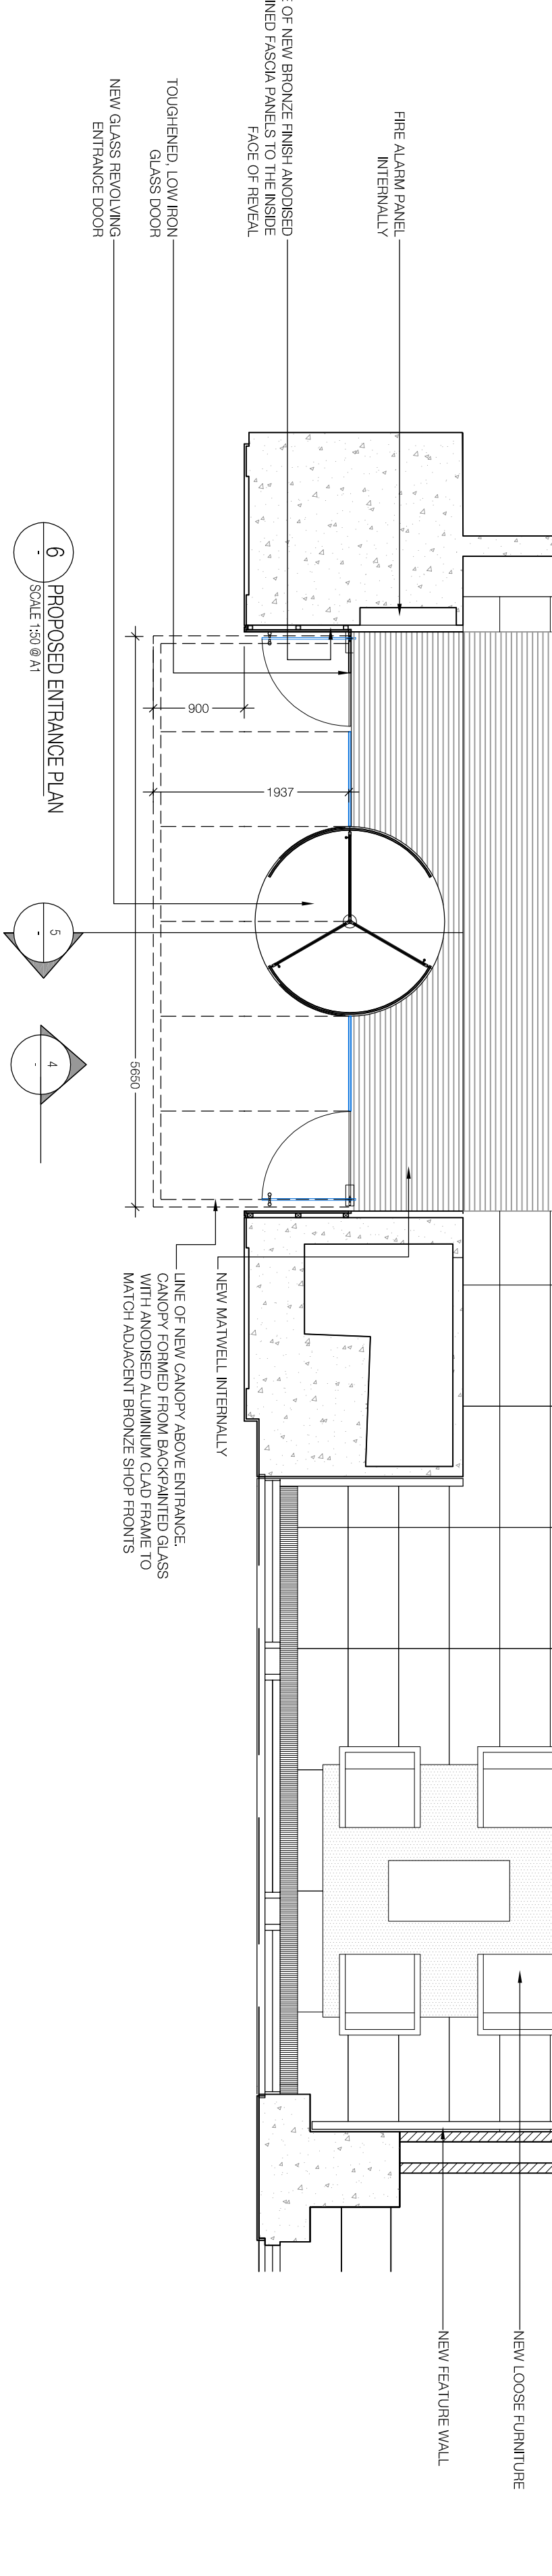 E OF NEW BRONZE FINISH ANODISED
NED FASCIA PANELS TO THE INSIDE
FACE OF REVEAL
FIRE ALARM PANEL
INTERNALLY
TOUGHENED, LOW IRON
GLASS DOOR
NEW GLASS REVOLVING
ENTRANCE DOOR
900
1937
5650
NEW MATWELL INTERNALLY
LINE OF NEW CANOPY ABOVE ENTRANCE.
CANOPY FORMED FROM BACKPAINTED GLASS
WITH ANODISED ALUMINIUM CLAD FRAME TO
MATCH ADJACENT BRONZE SHOP FRONTS
NEW LOOSE FURNITURE
NEW FEATURE WALL
6
-
PROPOSED ENTRANCE PLAN
SCALE 1:50 @ A1
5
-
4
-